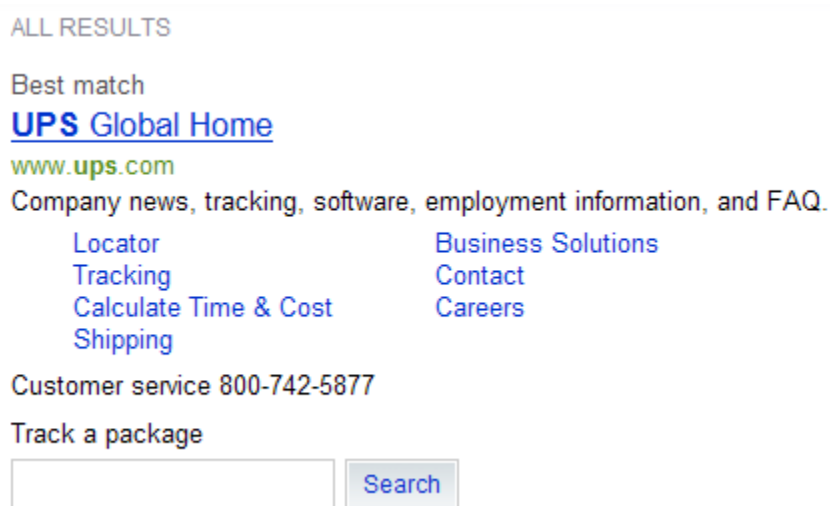 ALL RESULTS
Best match
UPS Global Home
www.ups.com
Company news, tracking, software, employment information, and FAQ.
Locator
Tracking
Calculate Time & Cost
Shipping
Business Solutions
Contact
Careers
Customer service 800-742-5877
Track a package
Search